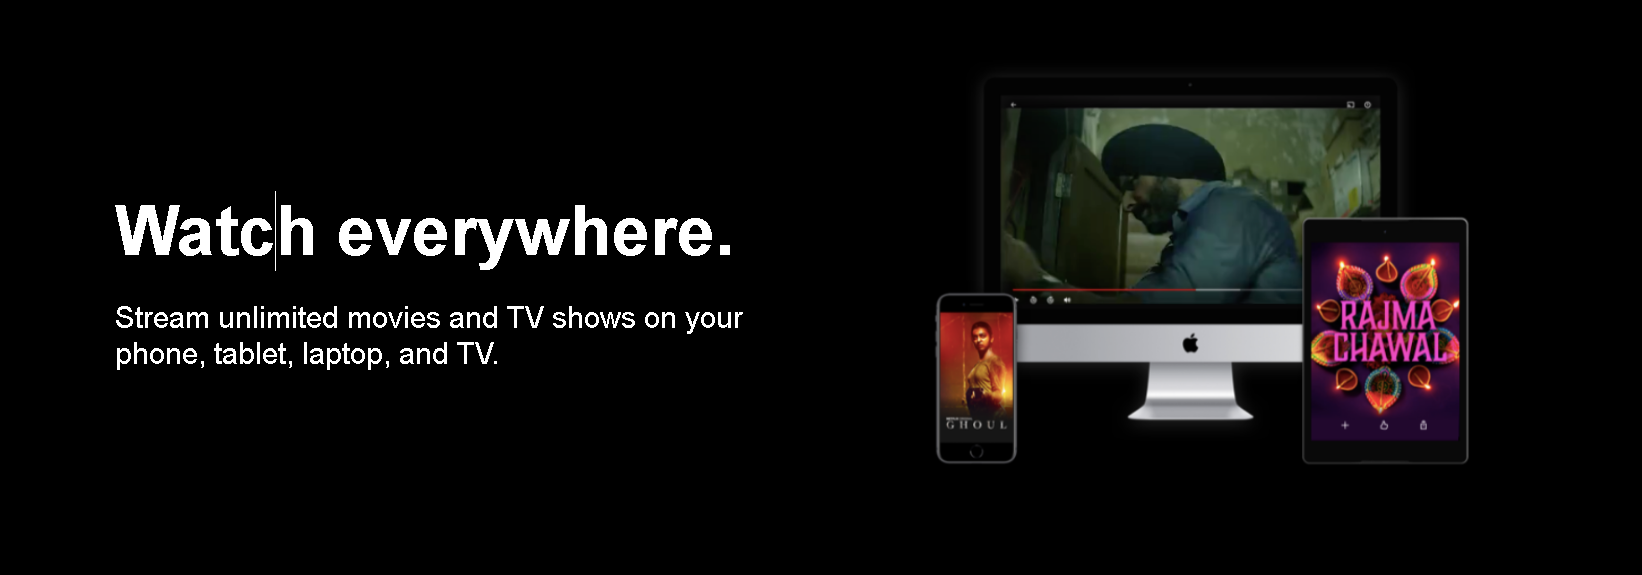 Watch everywhere.
Stream unlimited movies and TV shows on your
phone, tablet, laptop, and TV.
GHOUL
RAJMA
CHAWAL